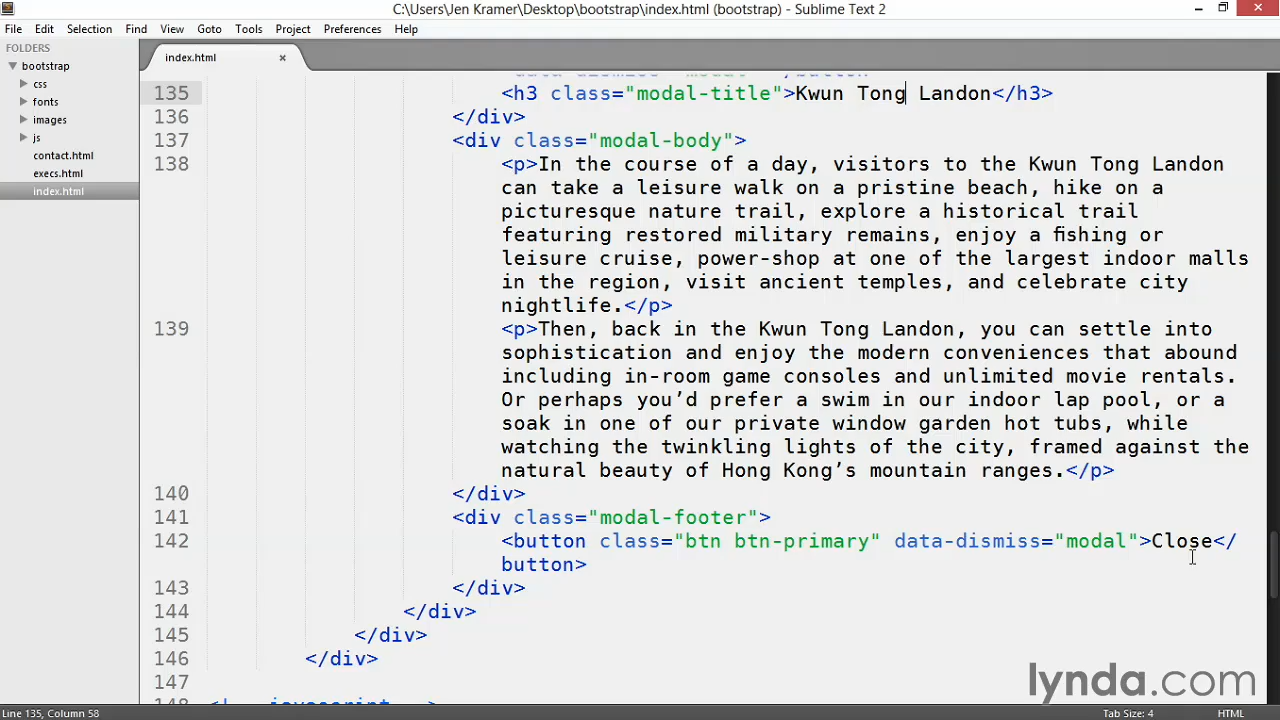 C:\Users\Jen Kramer\Desktop\bootstrap\index.html (bootstrap) - Sublime Text 2
File Edit Selection Find View Goto Tools Project Preferences Help
FOLDERS
bootstrap
css
fonts
images
js
contact.html
execs.html
index.html
index.html
135 <h3 class="modal-title">Kwun Tong Landon</h3>
136 </div>
137 <div class="modal-body">
138 <p>In the course of a day, visitors to the Kwun Tong Landon
can take a leisure walk on a pristine beach, hike on a
picturesque nature trail, explore a historical trail
featuring restored military remains, enjoy a fishing or
leisure cruise, power-shop at one of the largest indoor malls
in the region, visit ancient temples, and celebrate city
nightlife.</p>
139 <p>Then, back in the Kwun Tong Landon, you can settle into
sophistication and enjoy the modern conveniences that abound
including in-room game consoles and unlimited movie rentals.
Or perhaps you’d prefer a swim in our indoor lap pool, or a
soak in one of our private window garden hot tubs, while
watching the twinkling lights of the city, framed against the
natural beauty of Hong Kong’s mountain ranges.</p>
140 </div>
141 <div class="modal-footer">
142 <button class="btn btn-primary" data-dismiss="modal">Close</
button>
143 </div>
144 </div>
145 </div>
146 </div>
147
lynda.com
Line 135, Column 58 Tab Size: 4 HTML